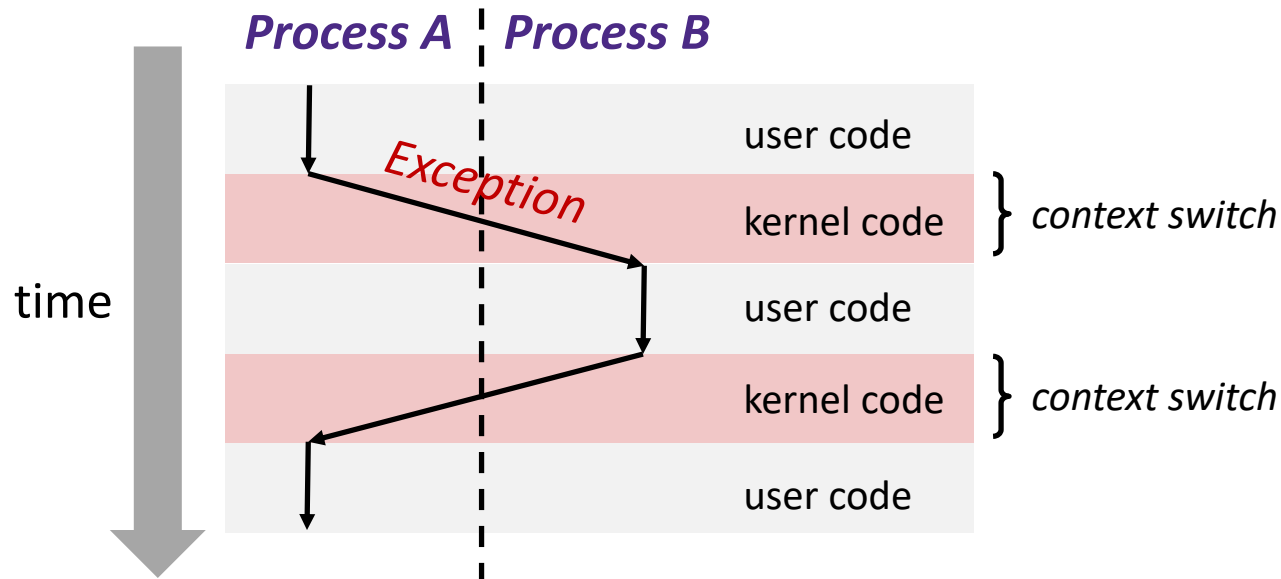 Process A Process B
user code
Exception
kernel code } context switch
time
user code
kernel code } context switch
user code